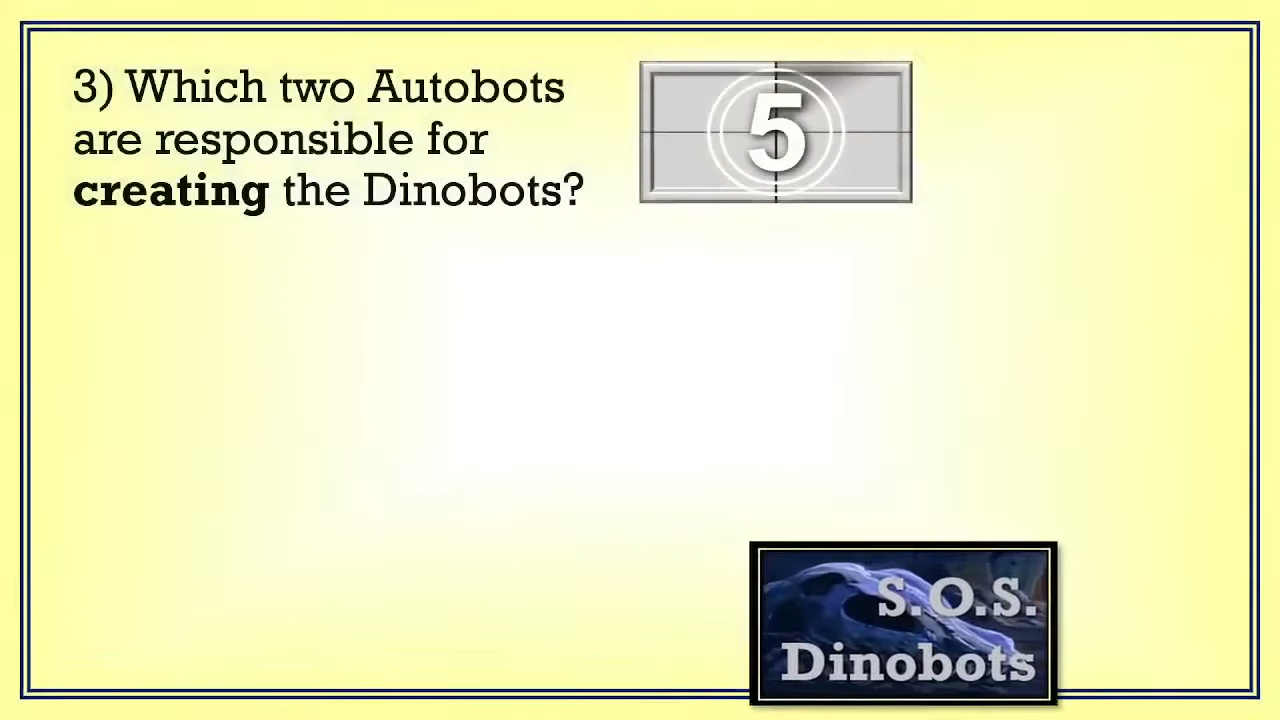 3) Which two Autobots
are responsible for
creating the Dinobots?
5
S.O.S.
Dinobots